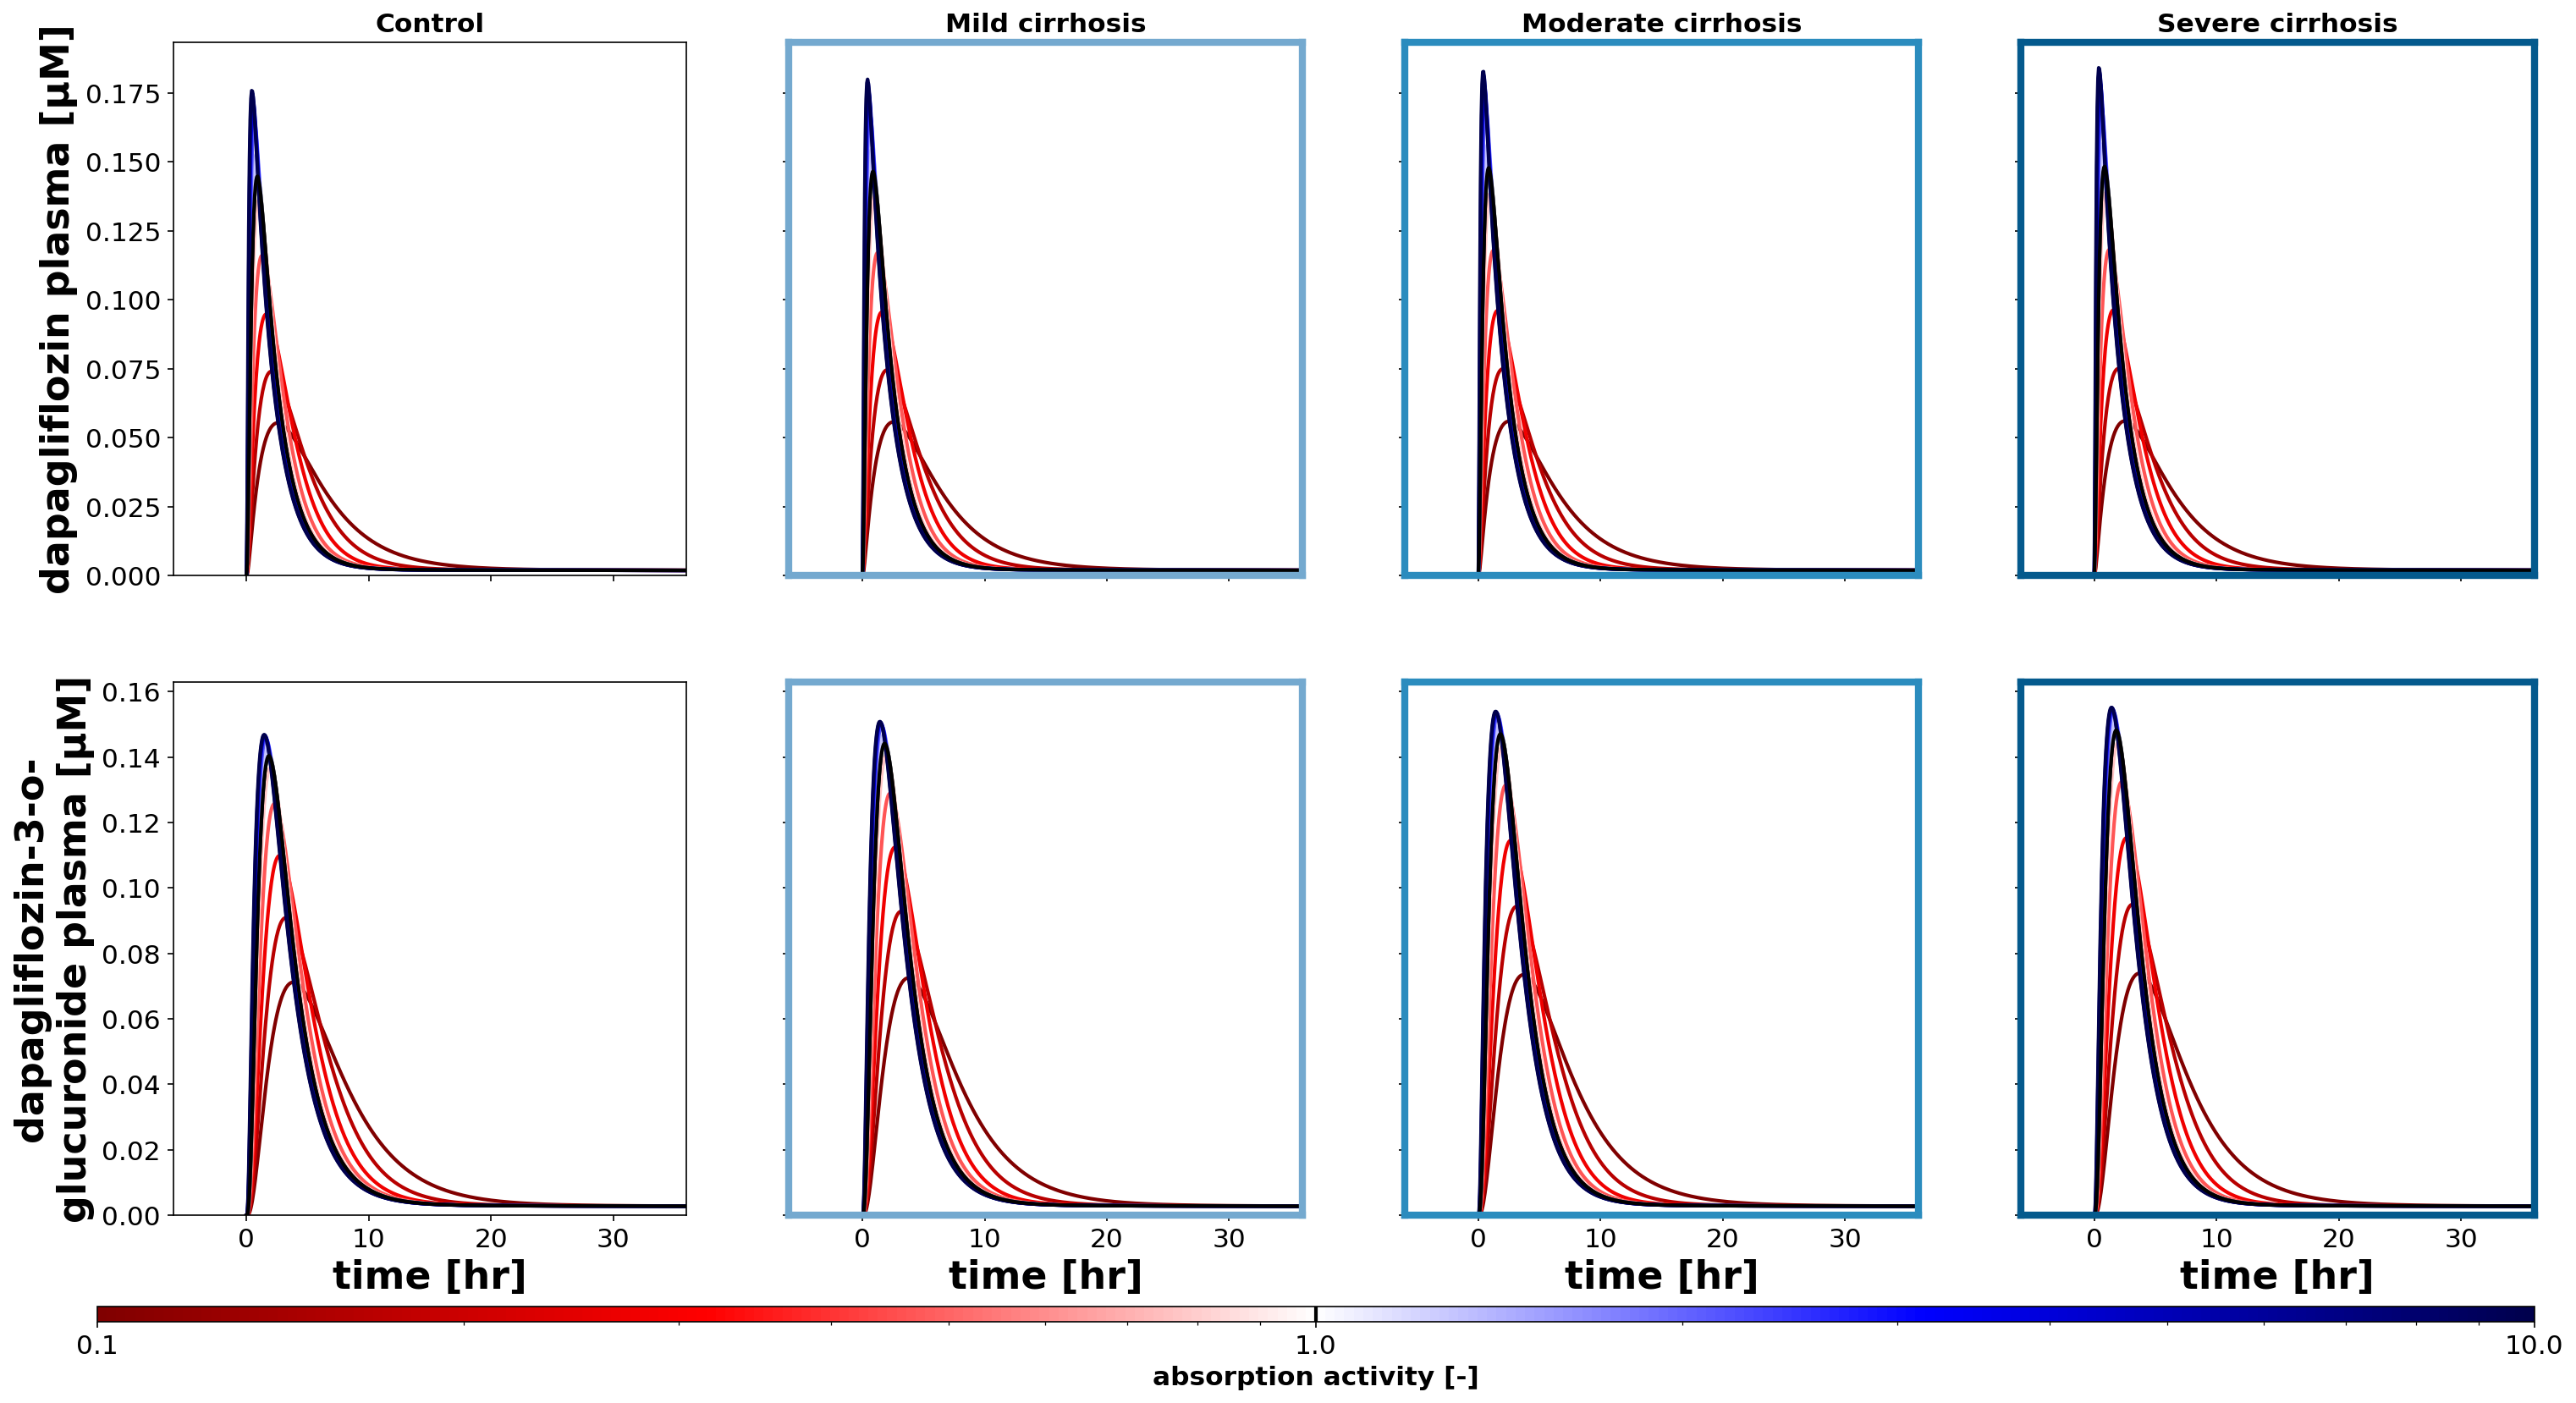 Control
Mild cirrhosis
Moderate cirrhosis
Severe cirrhosis
dapagliflozin plasma [µM]
0.175
0.150
0.125
0.100
0.075
0.050
0.025
0.000
dapagliflozin-3-o-
glucuronide plasma [µM]
0.16
0.14
0.12
0.10
0.08
0.06
0.04
0.02
0.00
0 10 20 30
0 10 20 30
0 10 20 30
0 10 20 30
time [hr]
time [hr]
time [hr]
time [hr]
0.1 1.0 10.0
absorption activity [-]